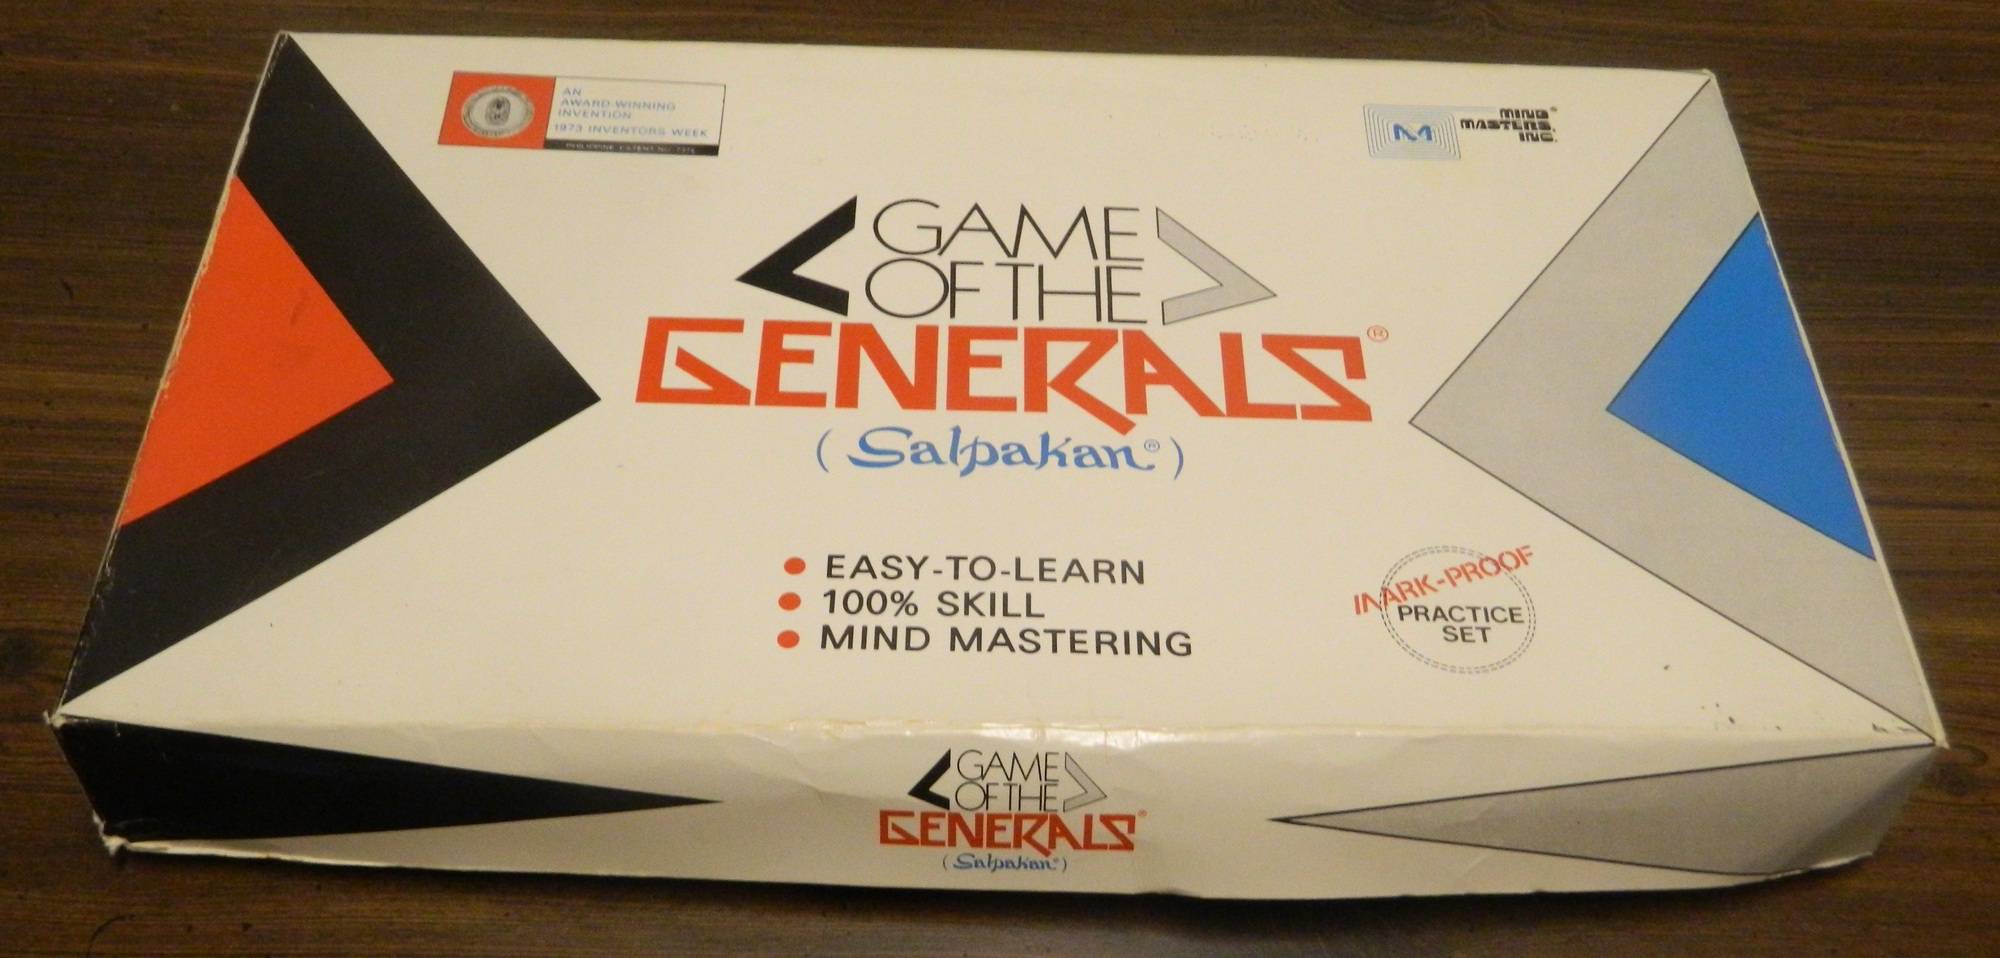 AN
AWARD-WINNING
INVENTION
1973 INVENTORS WEEK
M
MIND®
MASTERS,
INC.
GAME
OF THE
GENERALS®
(Salpakan®)
• EASY-TO-LEARN
• 100% SKILL
• MIND MASTERING
MARK-PROOF
PRACTICE
SET
GAME
OF THE
GENERALS®
(Salpakan®)